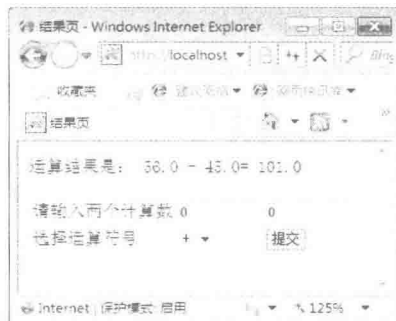 结果页 - Windows Internet Explorer
localhost
收藏夹
结果页
运算结果是: 56.0 - 45.0= 101.0
请输入两个计算数 0 0
选择运算符号 + 提交
Internet | 保护模式: 启用 125%